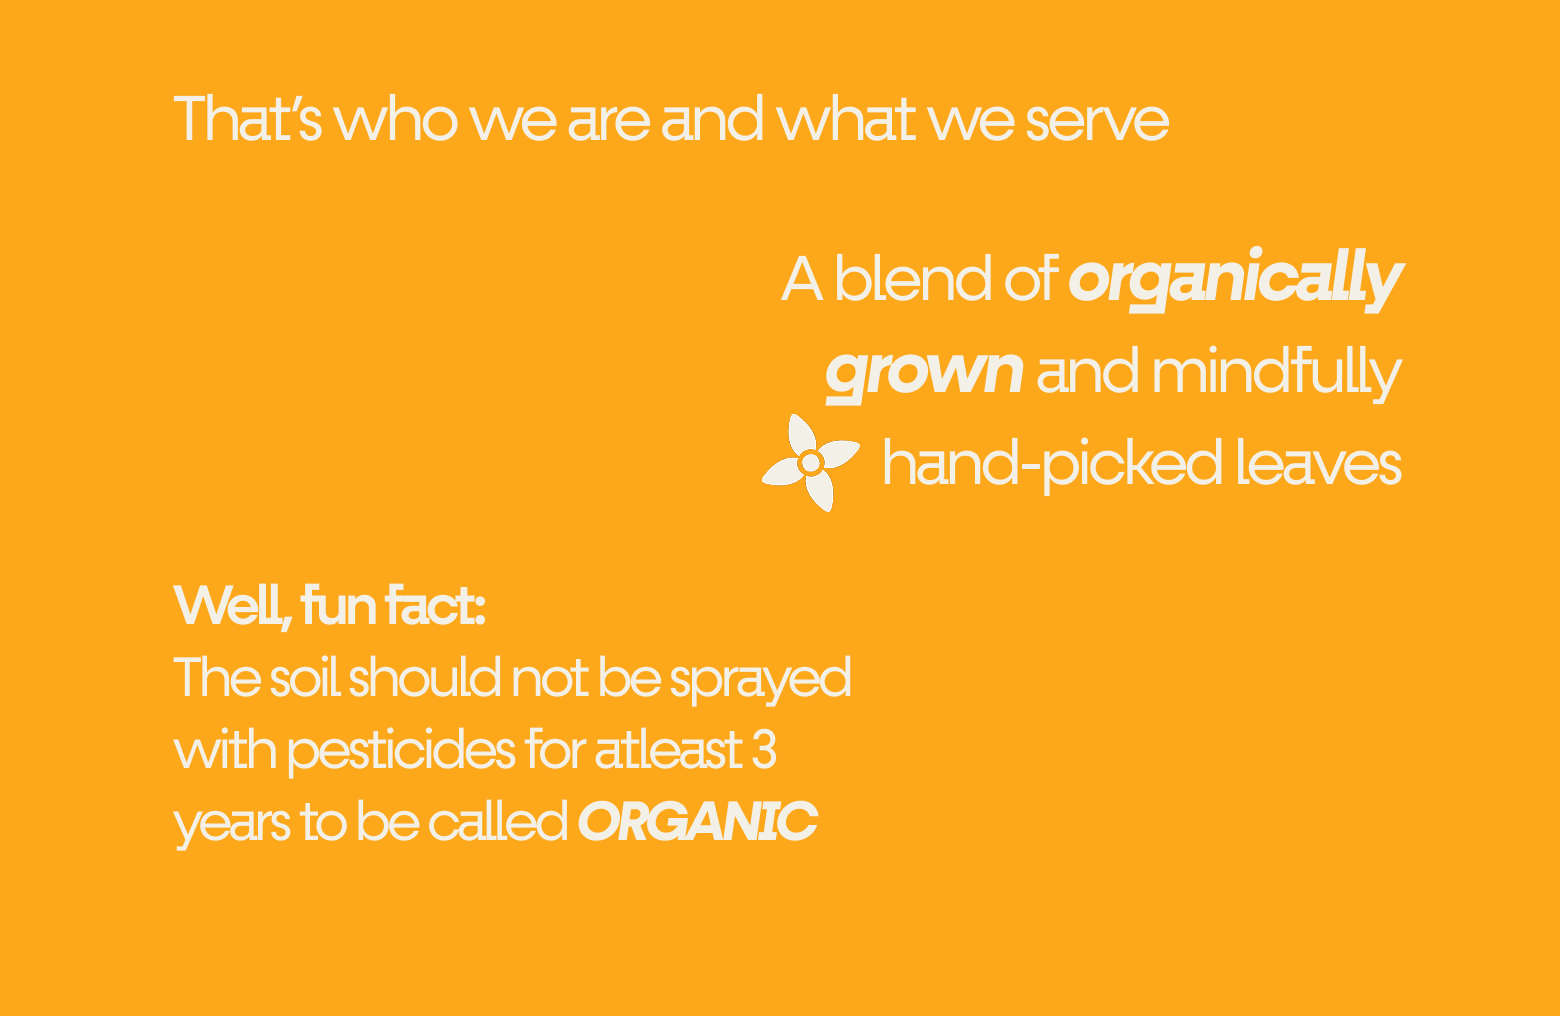 That’s who we are and what we serve
A blend of organically
grown and mindfully
hand-picked leaves
Well, fun fact:
The soil should not be sprayed
with pesticides for atleast 3
years to be called ORGANIC